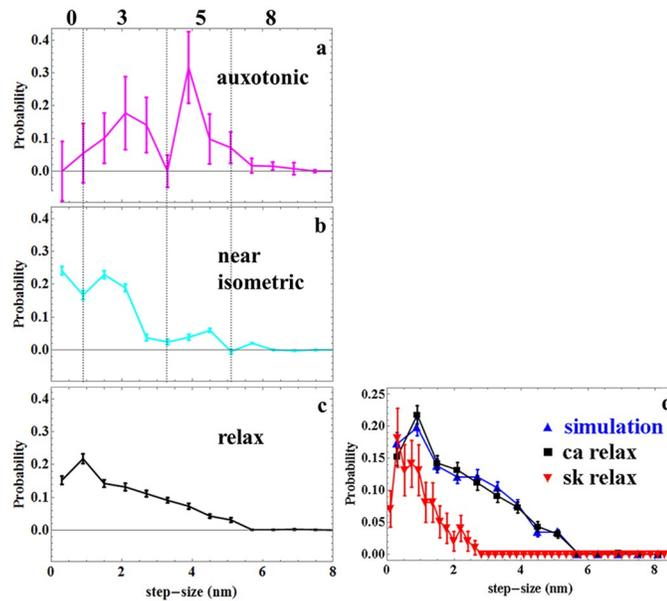 0 3 5 8
a
auxotonic
Probability
0.4
0.3
0.2
0.1
0.0
b
near
isometric
Probability
0.4
0.3
0.2
0.1
0.0
c
relax
Probability
0.4
0.3
0.2
0.1
0.0
0 2 4 6 8
step-size (nm)
simulation
ca relax
sk relax
Probability
0.25
0.20
0.15
0.10
0.05
0.00
0 2 4 6 8
step-size (nm)